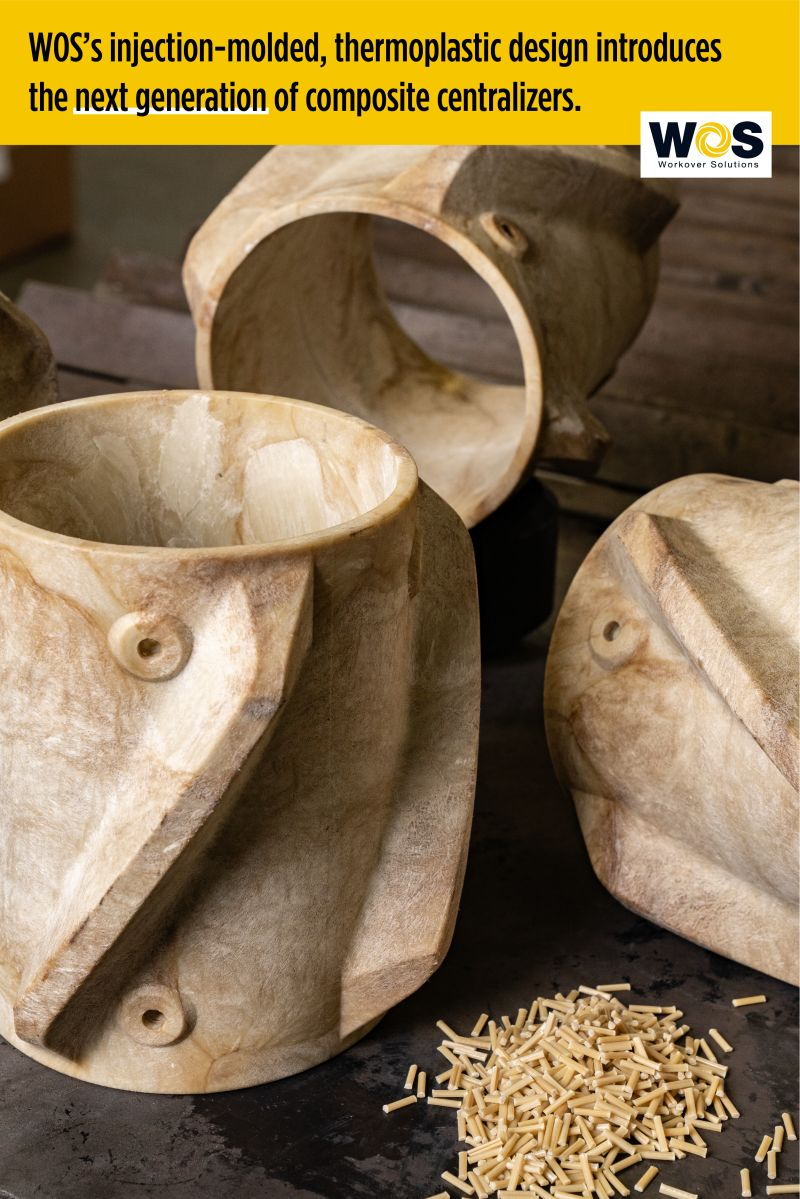 WOS’s injection-molded, thermoplastic design introduces
the next generation of composite centralizers.
WOS
Workover Solutions